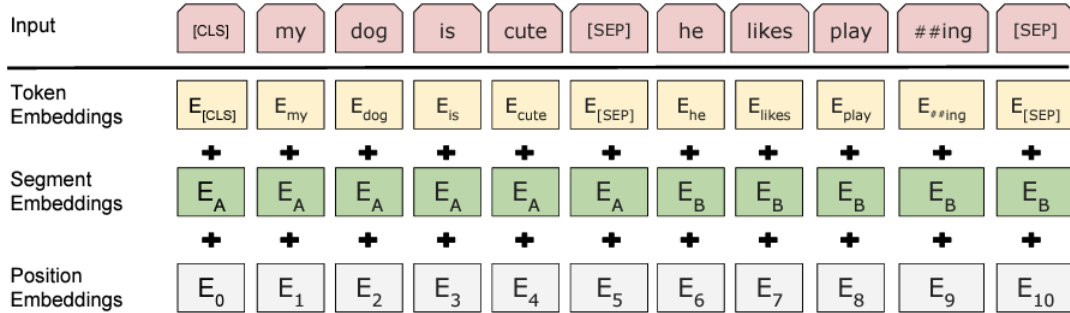 Input [CLS] my dog is cute [SEP] he likes play ##ing [SEP]
Token Embeddings E[CLS] Emy Edog Eis Ecute E[SEP] Ehe Elikes Eplay E##ing E[SEP]
+ + + + + + + + + + +
Segment Embeddings EA EA EA EA EA EA EB EB EB EB EB
+ + + + + + + + + + +
Position Embeddings E0 E1 E2 E3 E4 E5 E6 E7 E8 E9 E10